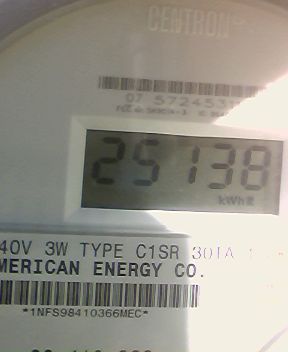 CENTRON
25138
kWh
40V 3W TYPE C1SR 30TA
MERICAN ENERGY CO.
*1NFS98410366MEC*